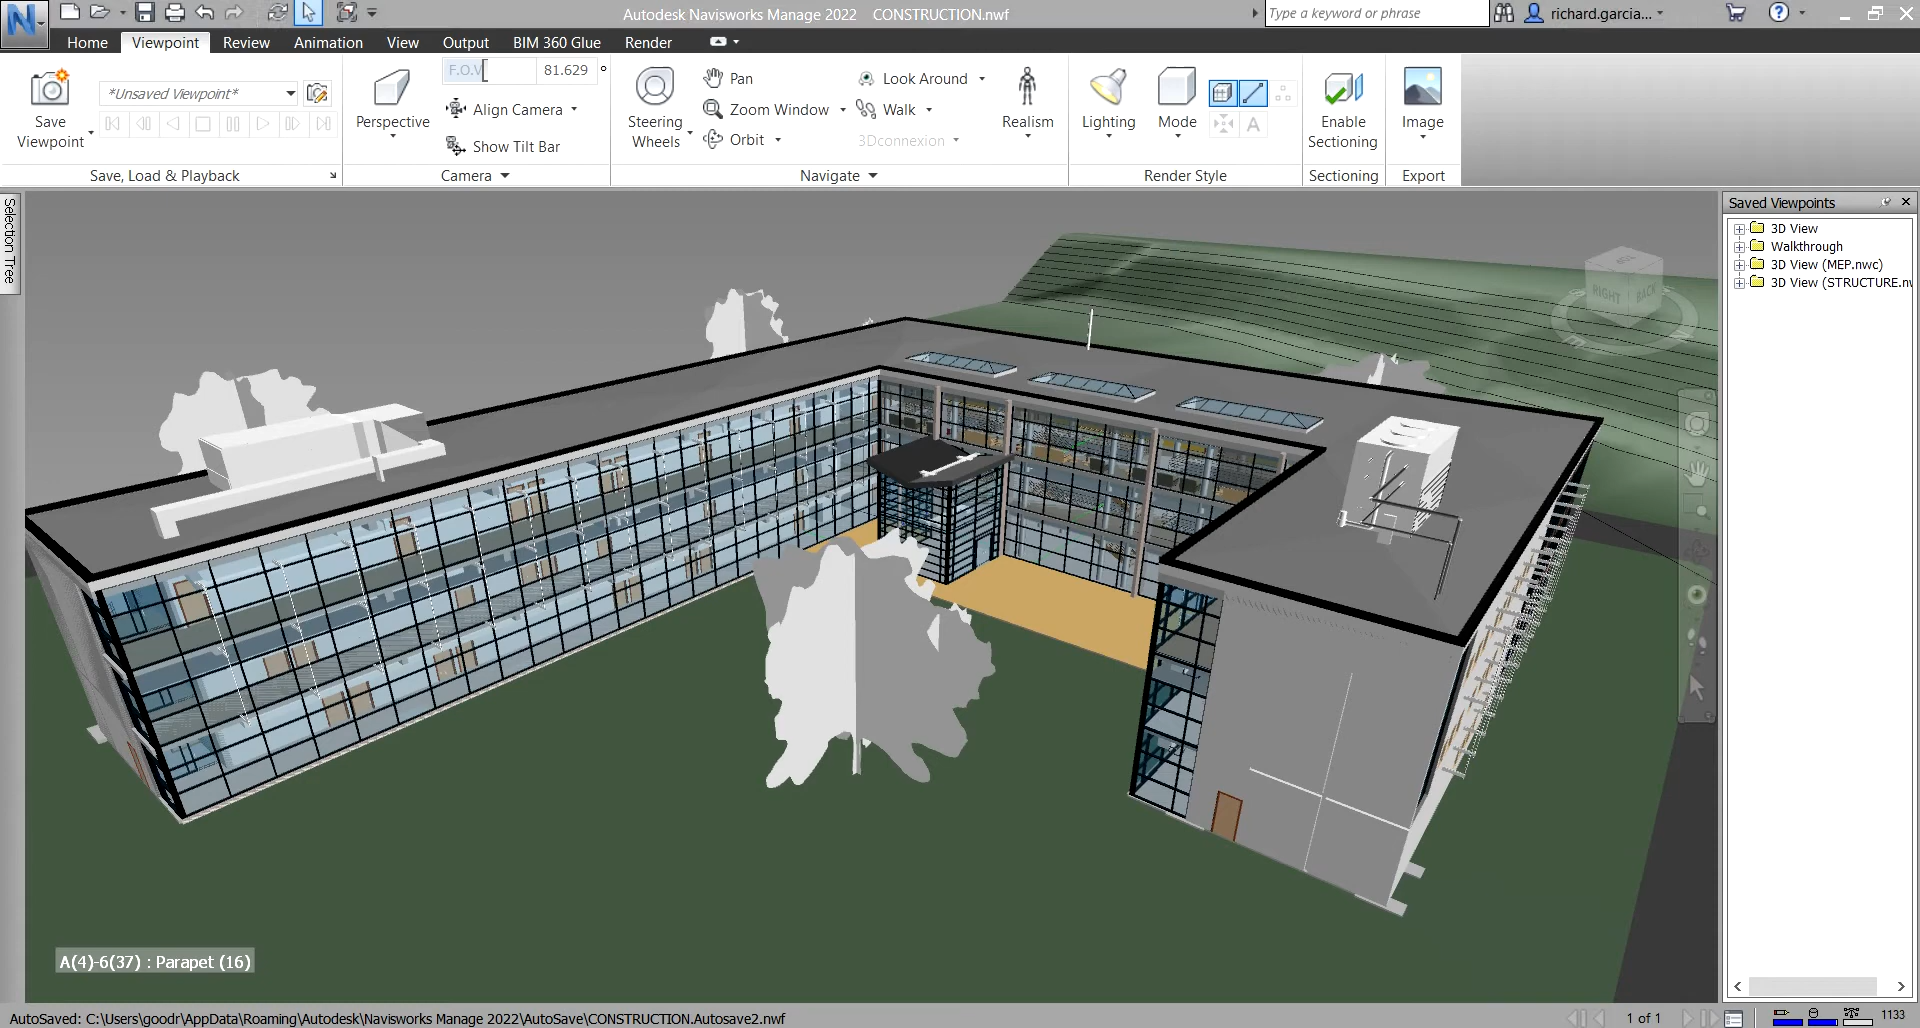 Autodesk Navisworks Manage 2022 CONSTRUCTION.nwf
Type a keyword or phrase
richard.garcia...
Home Viewpoint Review Animation View Output BIM 360 Glue Render
Save Viewpoint
*Unsaved Viewpoint*
Save, Load & Playback
Perspective
F.O.V 81.629 °
Align Camera
Show Tilt Bar
Camera
Steering Wheels
Pan
Zoom Window
Orbit
Look Around
Walk
3Dconnexion
Realism
Navigate
Lighting
Mode
A
Render Style
Enable Sectioning
Sectioning
Image
Export
Selection Tree
Saved Viewpoints
3D View
Walkthrough
3D View (MEP.nwc)
3D View (STRUCTURE.nw
TOP
RIGHT
BACK
A(4)-6(37) : Parapet (16)
AutoSaved: C:\Users\goodr\AppData\Roaming\Autodesk\Navisworks Manage 2022\AutoSave\CONSTRUCTION.Autosave2.nwf
1 of 1
1133